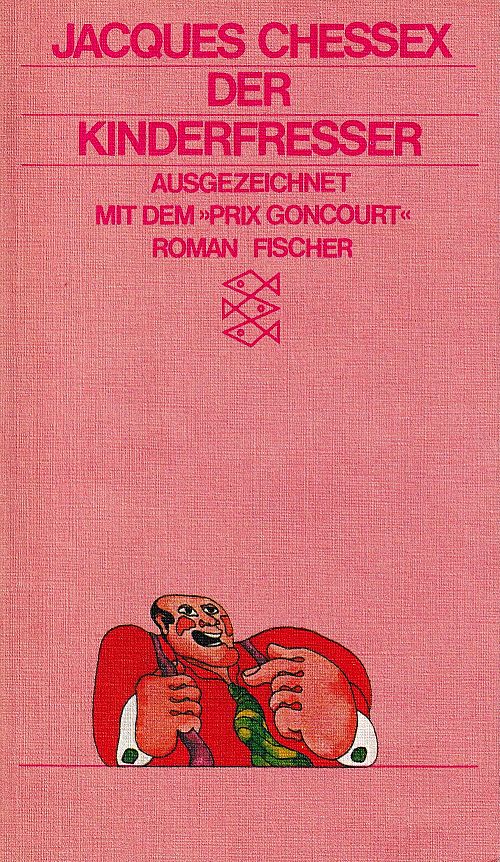 JACQUES CHESSEX
DER
KINDERFRESSER
AUSGEZEICHNET
MIT DEM »PRIX GONCOURT«
ROMAN FISCHER